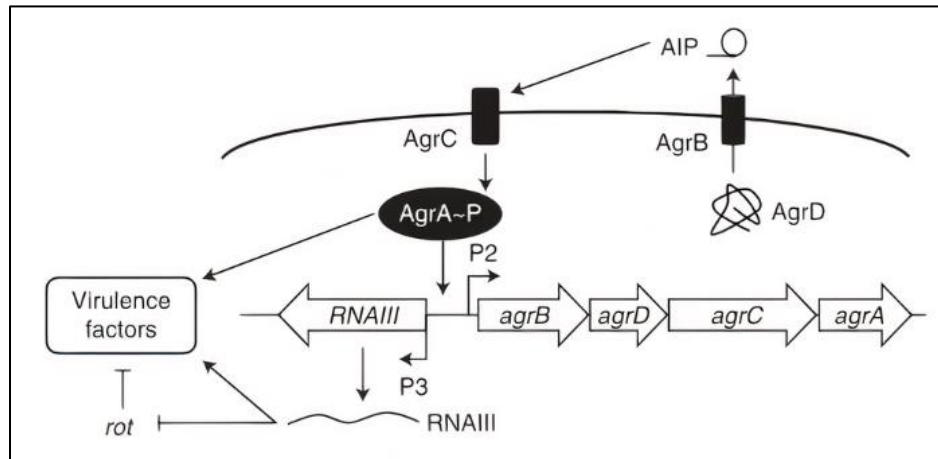 AIP
AgrC
AgrB
AgrD
AgrA~P
P2
Virulence
factors
RNAIII
agrB
agrD
agrC
agrA
P3
rot
RNAIII